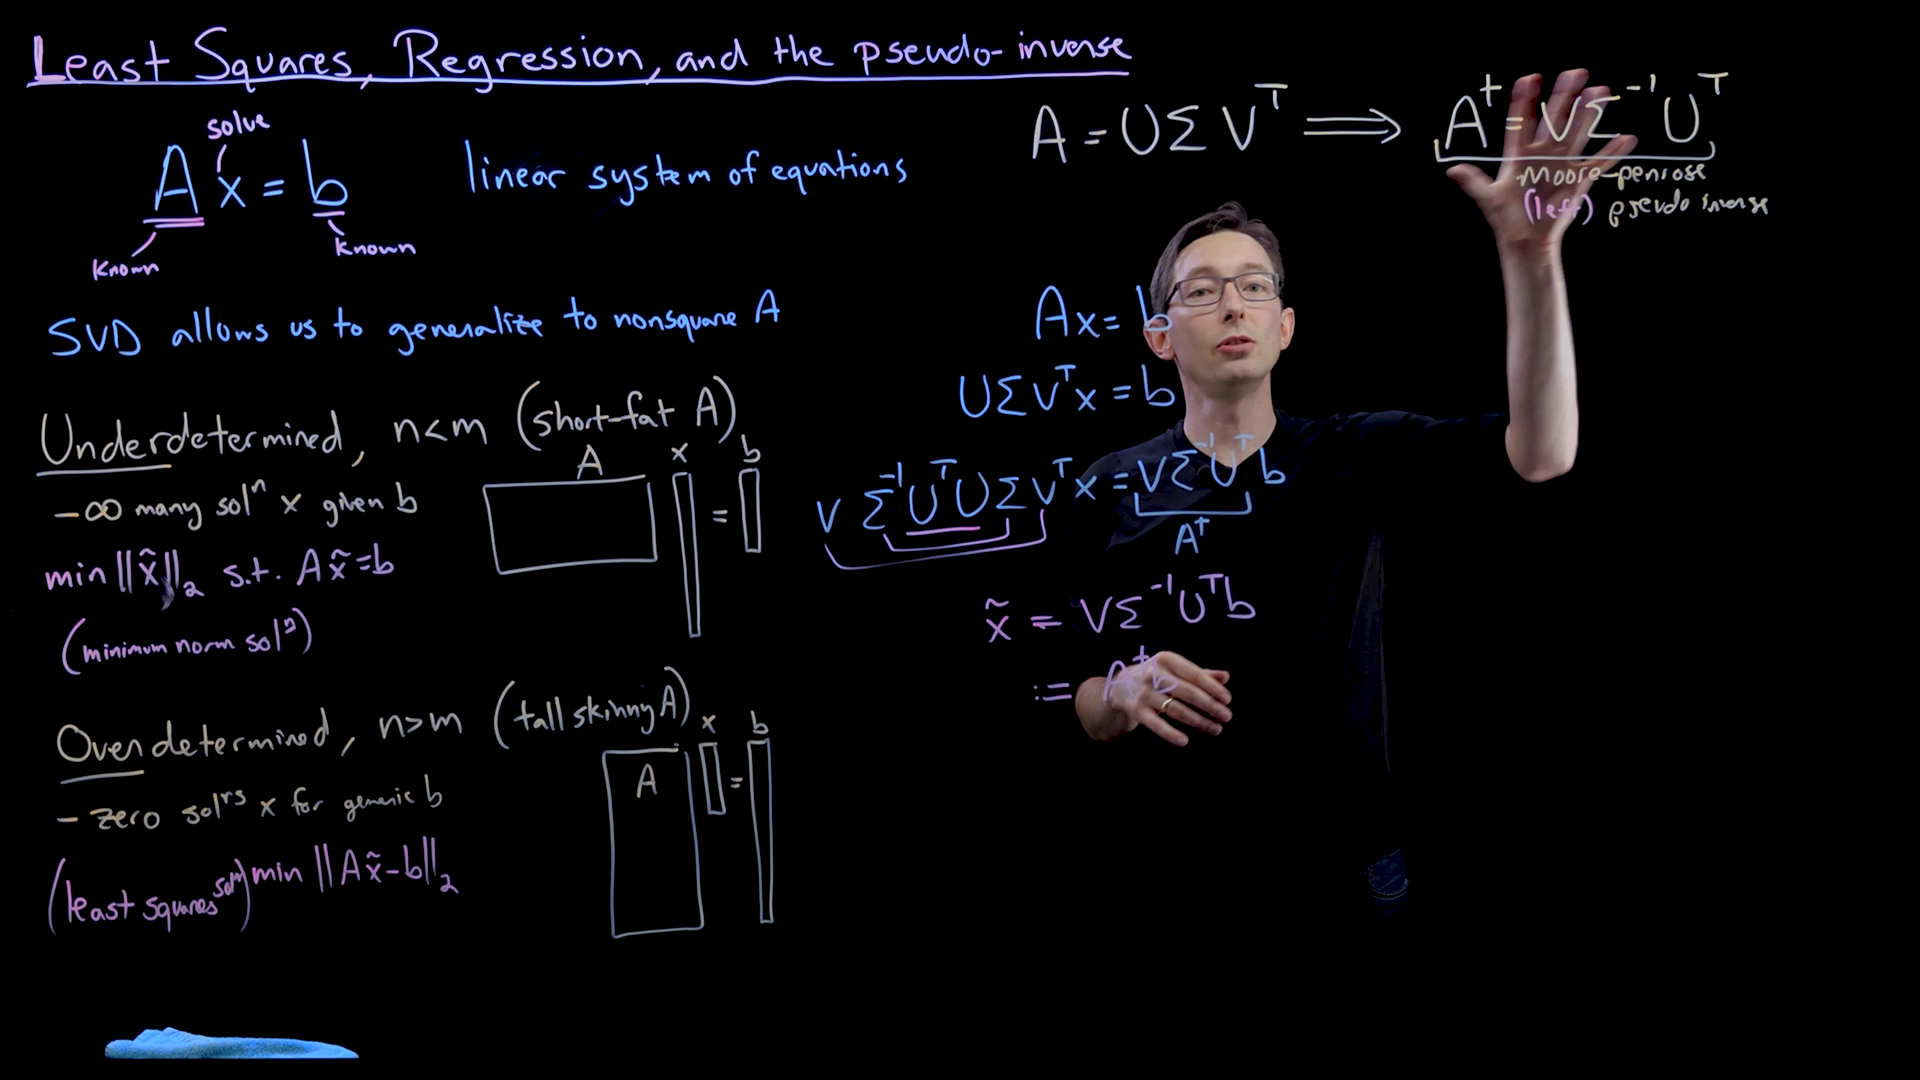 Least Squares, Regression, and the pseudo-inverse
solve
A x = b
known
known
linear system of equations
SVD allows us to generalize to nonsquare A
Underdetermined, n<m (short-fat A)
A x = b
-∞ many solⁿ x given b
min ||x̃||₂ s.t. Ax̃=b
(minimum norm solⁿ)
Overdetermined, n>m (tall skinny A)
A x = b
- zero solⁿs x for generic b
(least squares solⁿ) min ||Ax̃-b||₂
A = UΣVᵀ ⟹ A† = VΣ⁻¹Uᵀ
Moore-penrose
(left) pseudo inverse
Ax = b
UΣVᵀx = b
VΣ⁻¹UᵀUΣVᵀx = VΣ⁻¹Uᵀb
A†
x̃ = VΣ⁻¹Uᵀb
:= A†b